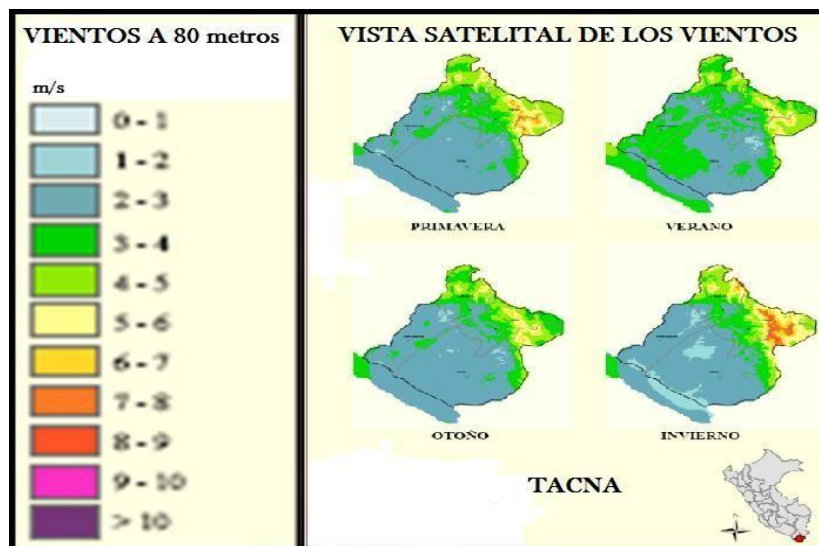 VIENTOS A 80 metros
m/s
0 - 1
1 - 2
2 - 3
3 - 4
4 - 5
5 - 6
6 - 7
7 - 8
8 - 9
9 - 10
> 10
VISTA SATELITAL DE LOS VIENTOS
PRIMAVERA
VERANO
OTOÑO
INVIERNO
TACNA